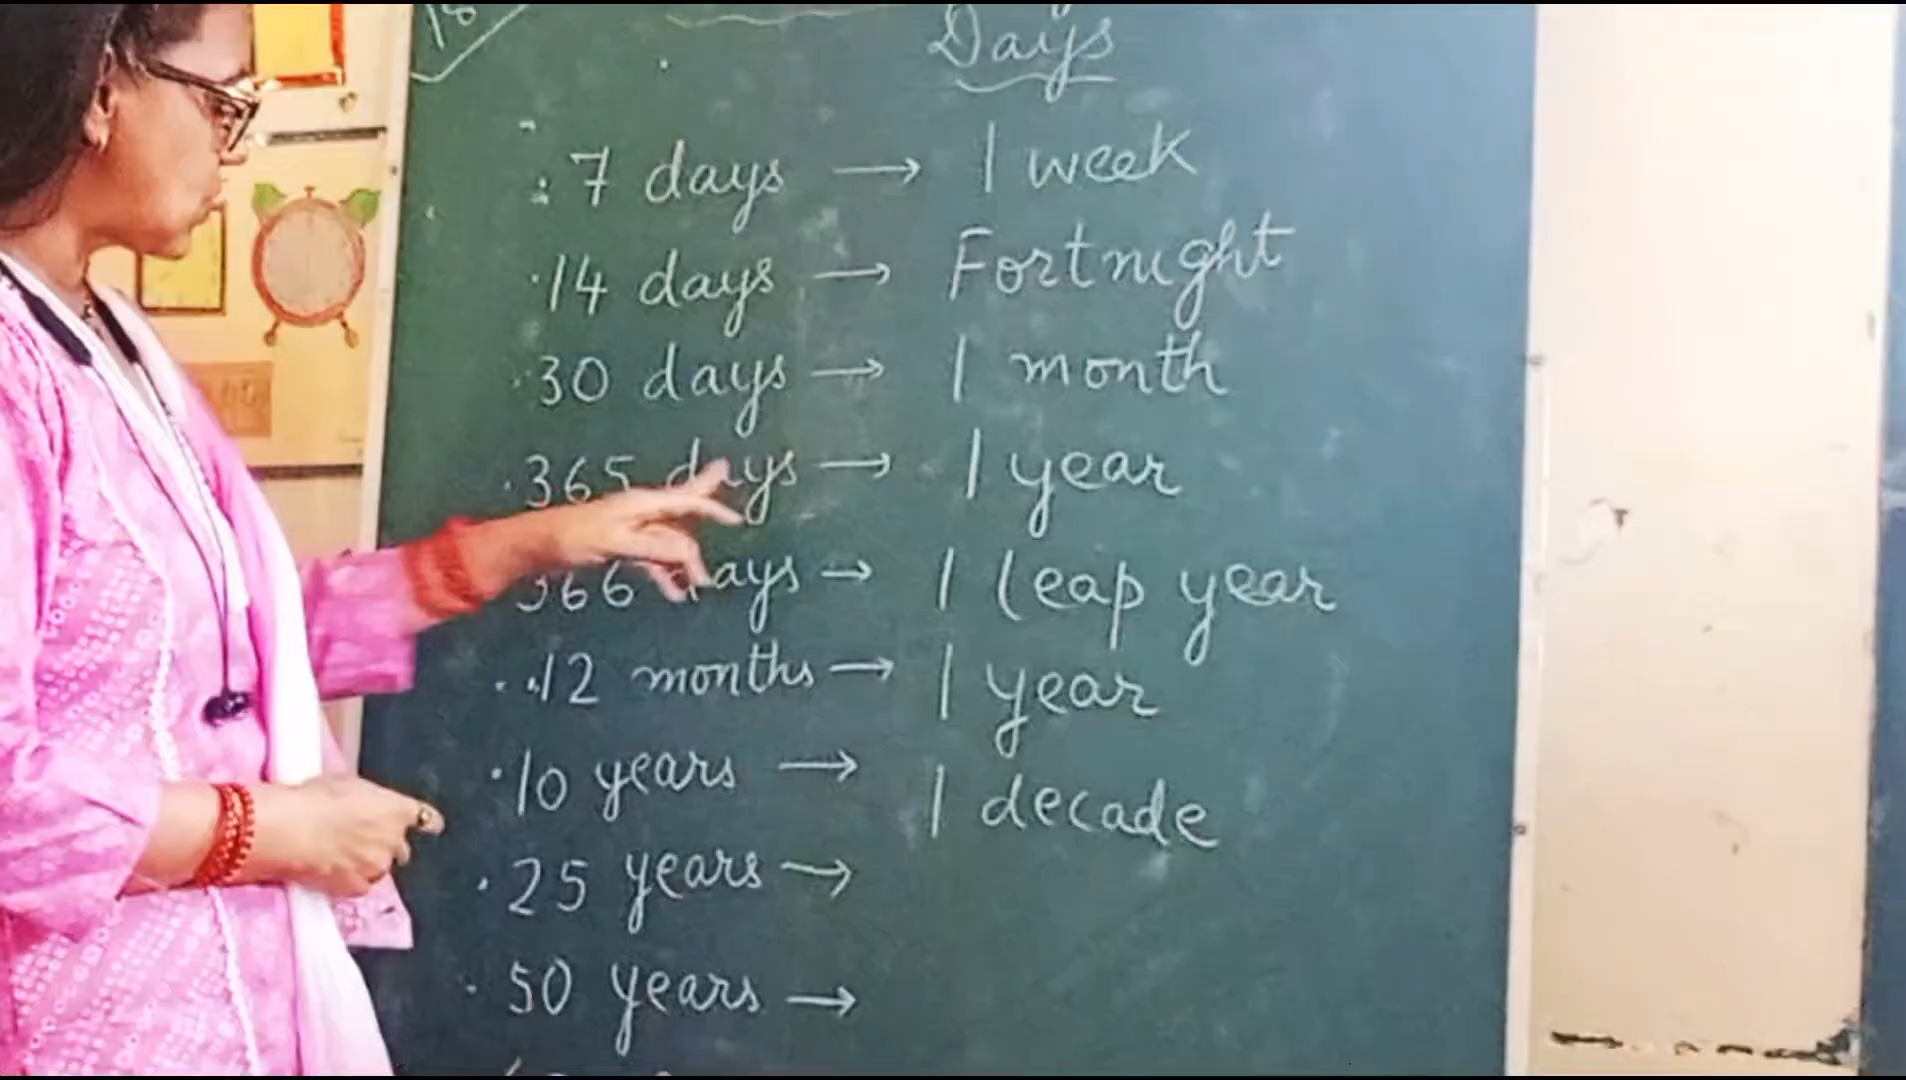 18
Days
7 days → 1 week
14 days → Fortnight
30 days → 1 month
365 days → 1 year
366 days → 1 leap year
12 months → 1 year
10 years → 1 decade
25 years →
50 years →